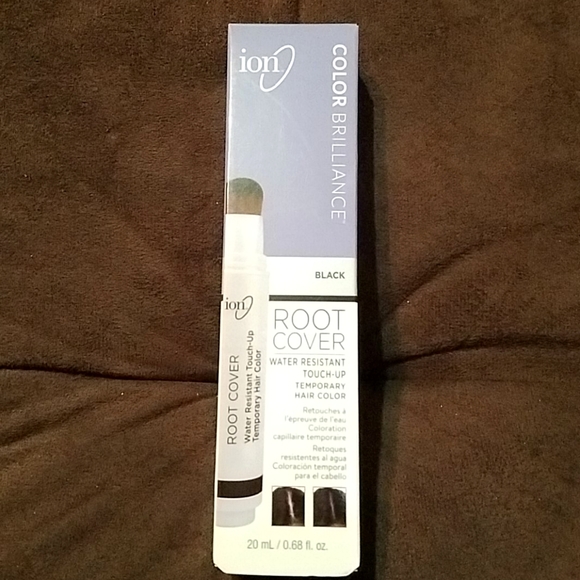 ion
COLOR BRILLIANCE™
BLACK
ion
ROOT COVER
Water Resistant Touch-Up
Temporary Hair Color
ROOT
COVER
WATER RESISTANT
TOUCH-UP
TEMPORARY
HAIR COLOR
Retouches à
l'épreuve de l'eau
Coloration
capillaire temporaire
Retoques
resistentes al agua
Coloración temporal
para el cabello
20 mL / 0.68 fl. oz.